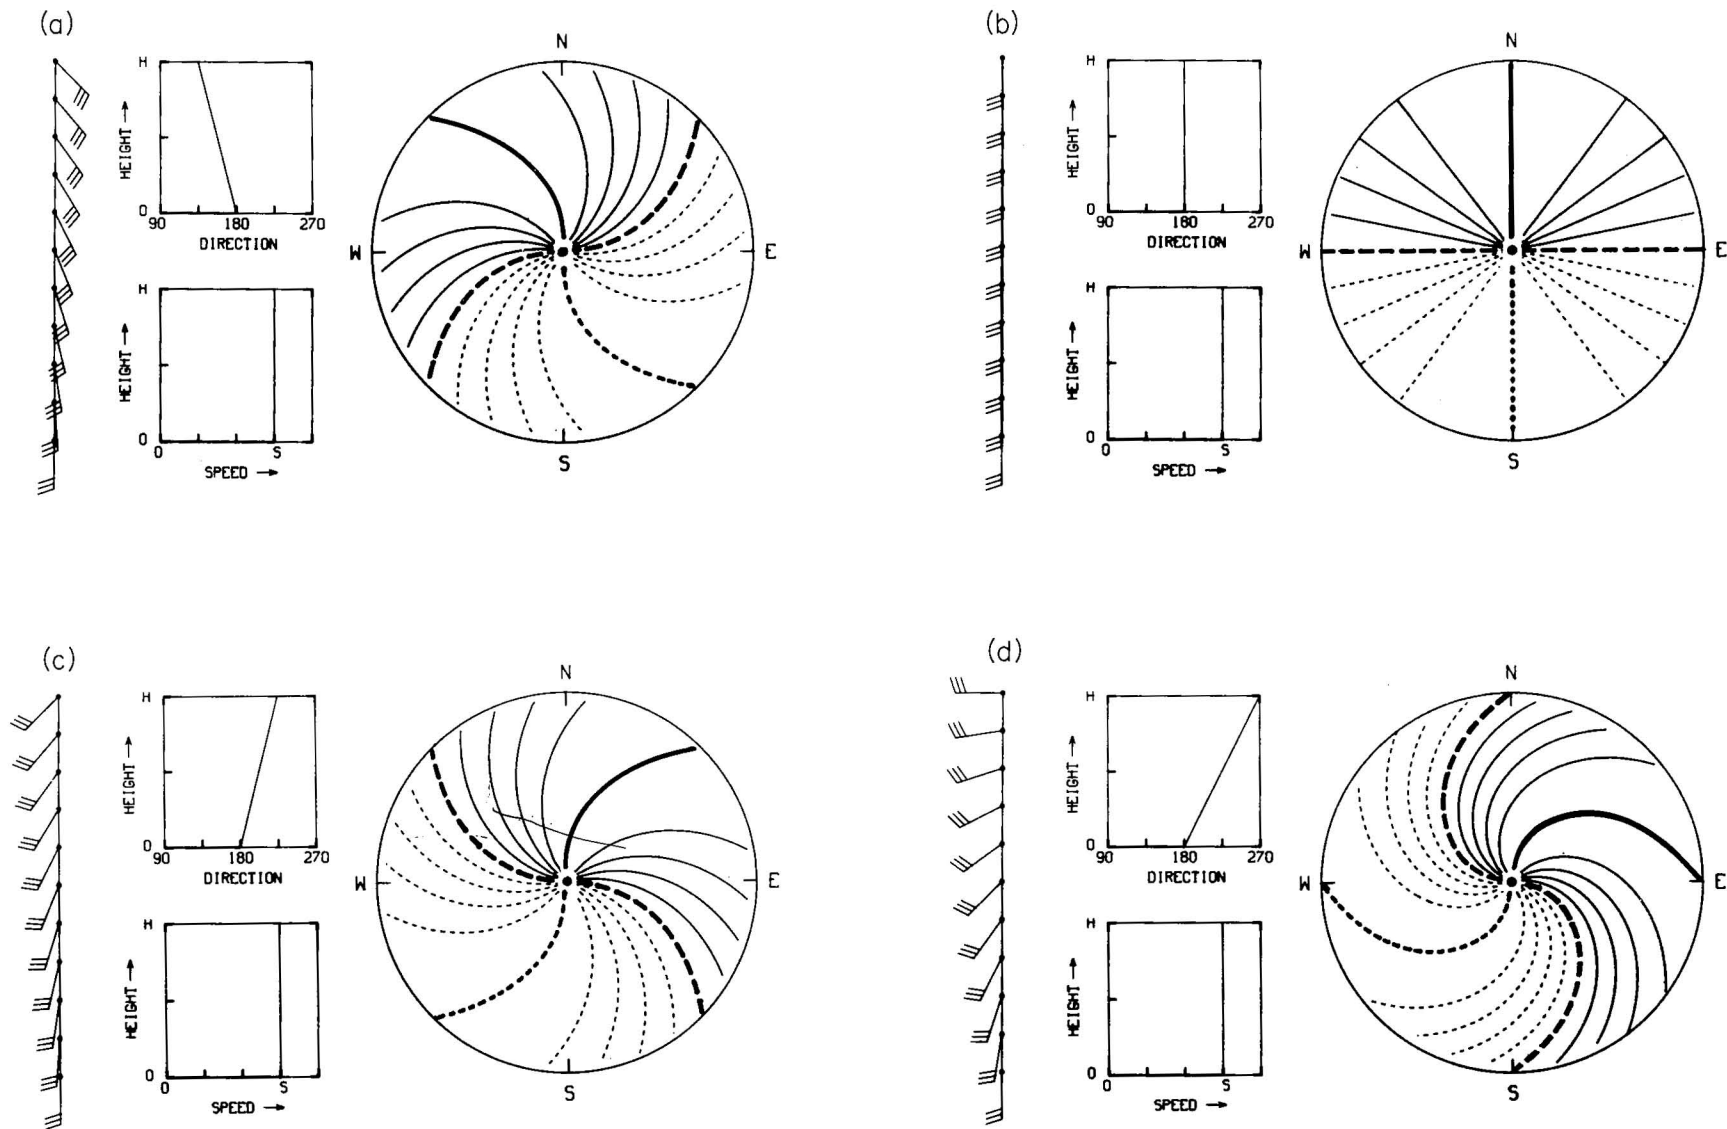 (a)
N
H
HEIGHT →
0
90 180 270
DIRECTION
W E
H
HEIGHT →
0
0 S
SPEED →
S
(b)
N
H
HEIGHT →
0
90 180 270
DIRECTION
W E
H
HEIGHT →
0
0 S
SPEED →
S
(c)
N
H
HEIGHT →
0
90 180 270
DIRECTION
W E
H
HEIGHT →
0
0 S
SPEED →
S
(d)
N
H
HEIGHT →
0
90 180 270
DIRECTION
W E
H
HEIGHT →
0
0 S
SPEED →
S